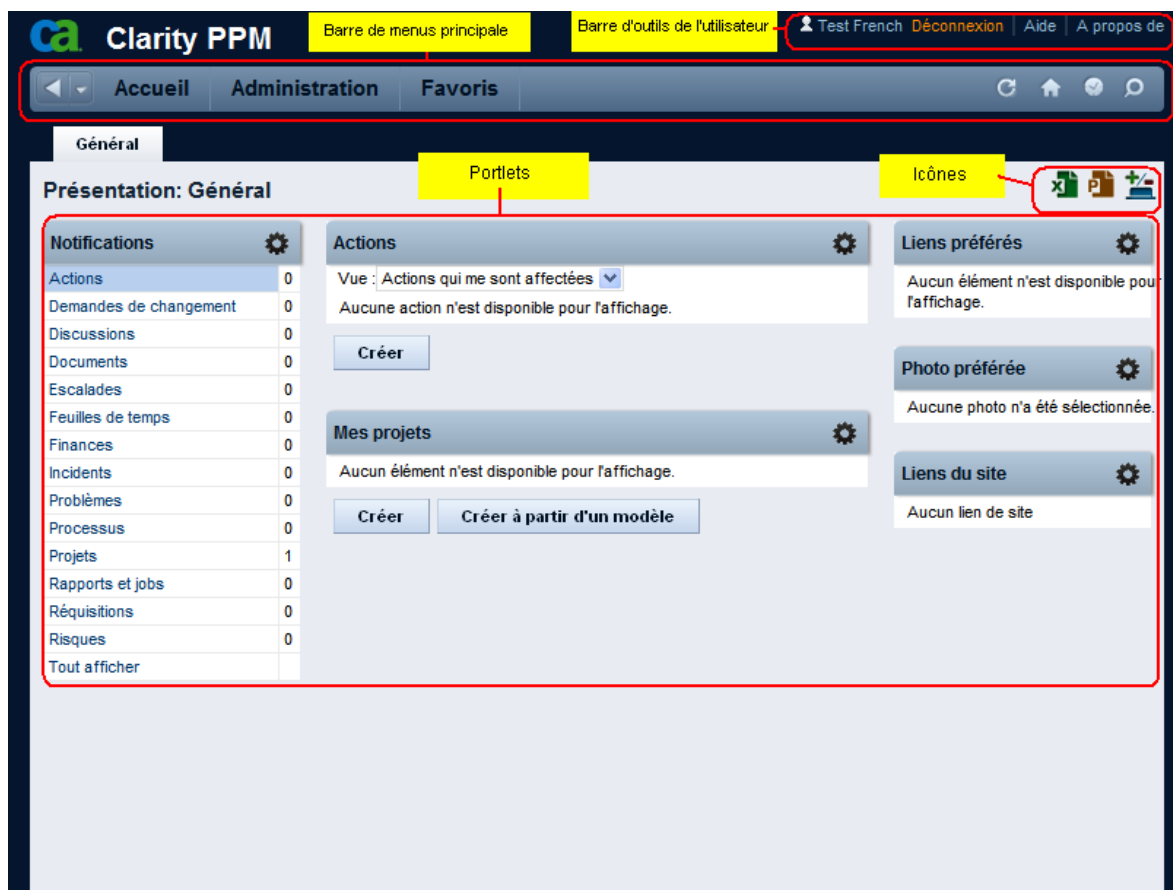 ca Clarity PPM
Barre de menus principale
Barre d'outils de l'utilisateur
Test French Déconnexion | Aide | A propos de
Accueil Administration Favoris
Général
Portlets
Icônes
Présentation: Général
Notifications
Actions 0
Demandes de changement 0
Discussions 0
Documents 0
Escalades 0
Feuilles de temps 0
Finances 0
Incidents 0
Problèmes 0
Processus 0
Projets 1
Rapports et jobs 0
Réquisitions 0
Risques 0
Tout afficher
Actions
Vue : Actions qui me sont affectées
Aucune action n'est disponible pour l'affichage.
Créer
Mes projets
Aucun élément n'est disponible pour l'affichage.
Créer Créer à partir d'un modèle
Liens préférés
Aucun élément n'est disponible pour
l'affichage.
Photo préférée
Aucune photo n'a été sélectionnée.
Liens du site
Aucun lien de site